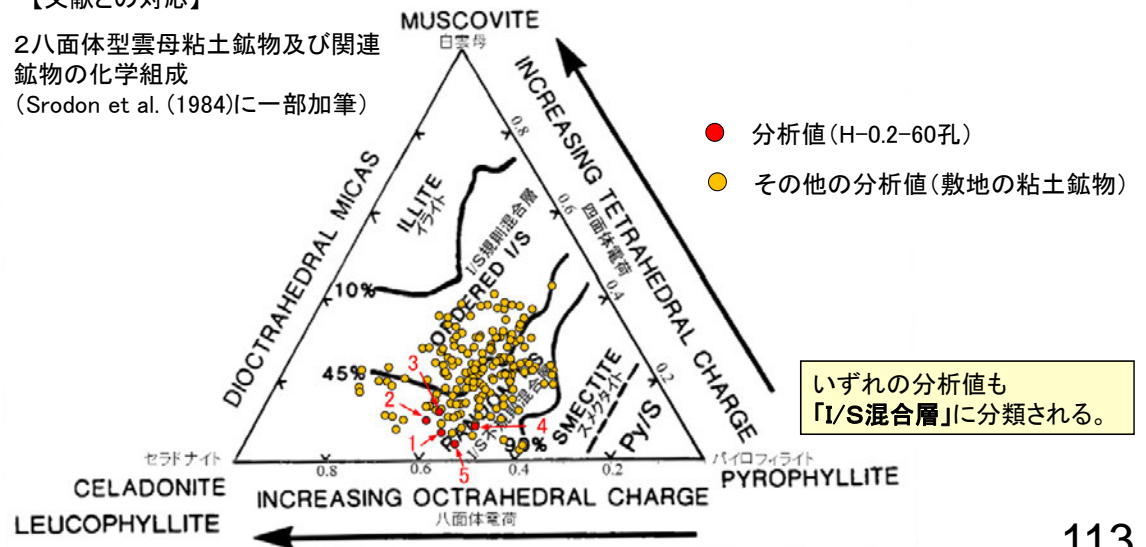 【文献との対応】
2八面体型雲母粘土鉱物及び関連
鉱物の化学組成
(Srodon et al. (1984)に一部加筆)
MUSCOVITE
白雲母
INCREASING TETRAHEDRAL CHARGE
四面体電荷
0.8
0.6
0.4
0.2
DIOCTRAHEDRAL MICAS
ILLITE
イライト
I/S規則混合層
ORDERED I/S
10%
45%
90%
I/S不規則混合層
SMECTITE
スメクタイト
Py/S
1
2
3
4
5
セラドナイト
CELADONITE
LEUCOPHYLLITE
0.8
0.6
0.4
0.2
INCREASING OCTRAHEDRAL CHARGE
八面体電荷
パイロフィライト
PYROPHYLLITE
分析値(H-0.2-60孔)
その他の分析値(敷地の粘土鉱物)
いずれの分析値も
「I/S混合層」に分類される。
113